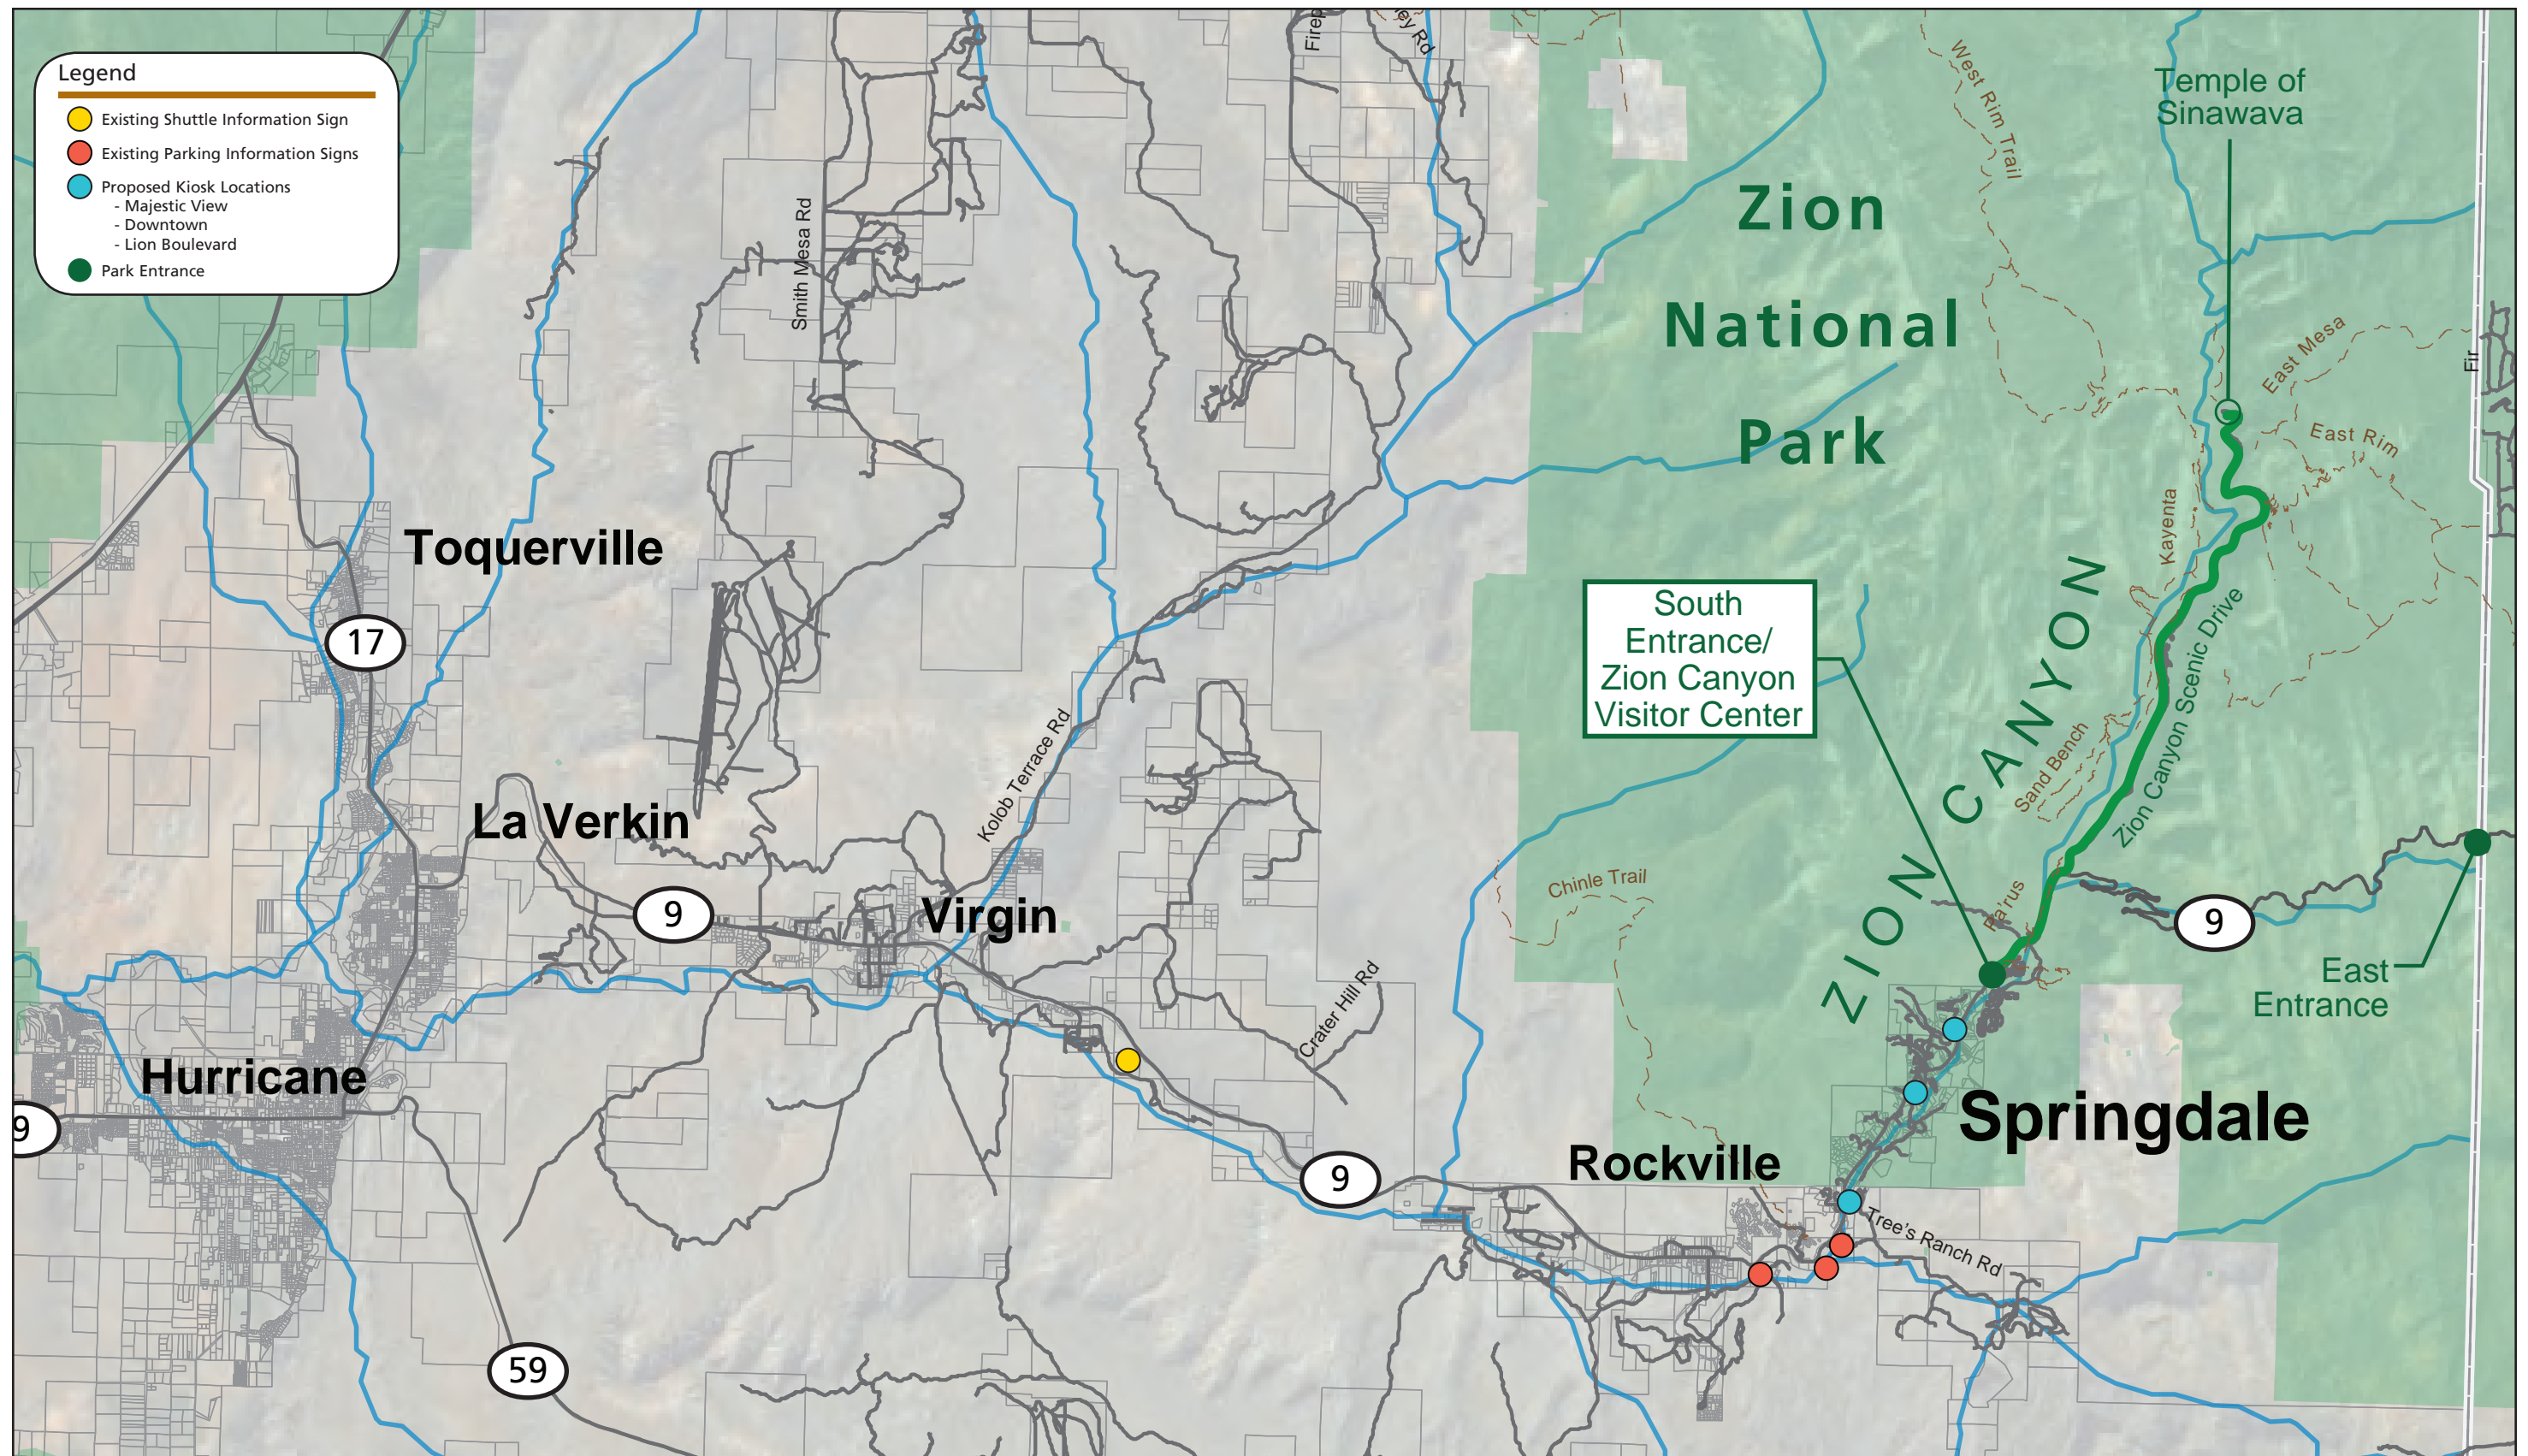 Legend
Existing Shuttle Information Sign
Existing Parking Information Signs
Proposed Kiosk Locations
- Majestic View
- Downtown
- Lion Boulevard
Park Entrance
Smith Mesa Rd
West Rim Trail
Temple of
Sinawava
Zion
National
Park
East Mesa
Fir
East Rim
Kayenta
Toquerville
17
South
Entrance/
Zion Canyon
Visitor Center
ZION CANYON
Zion Canyon Scenic Drive
Sand Bench
Kolob Terrace Rd
La Verkin
Chinle Trail
Pa'rus
9
Virgin
9
East
Entrance
Crater Hill Rd
Hurricane
9
Springdale
Rockville
9
Tree's Ranch Rd
59